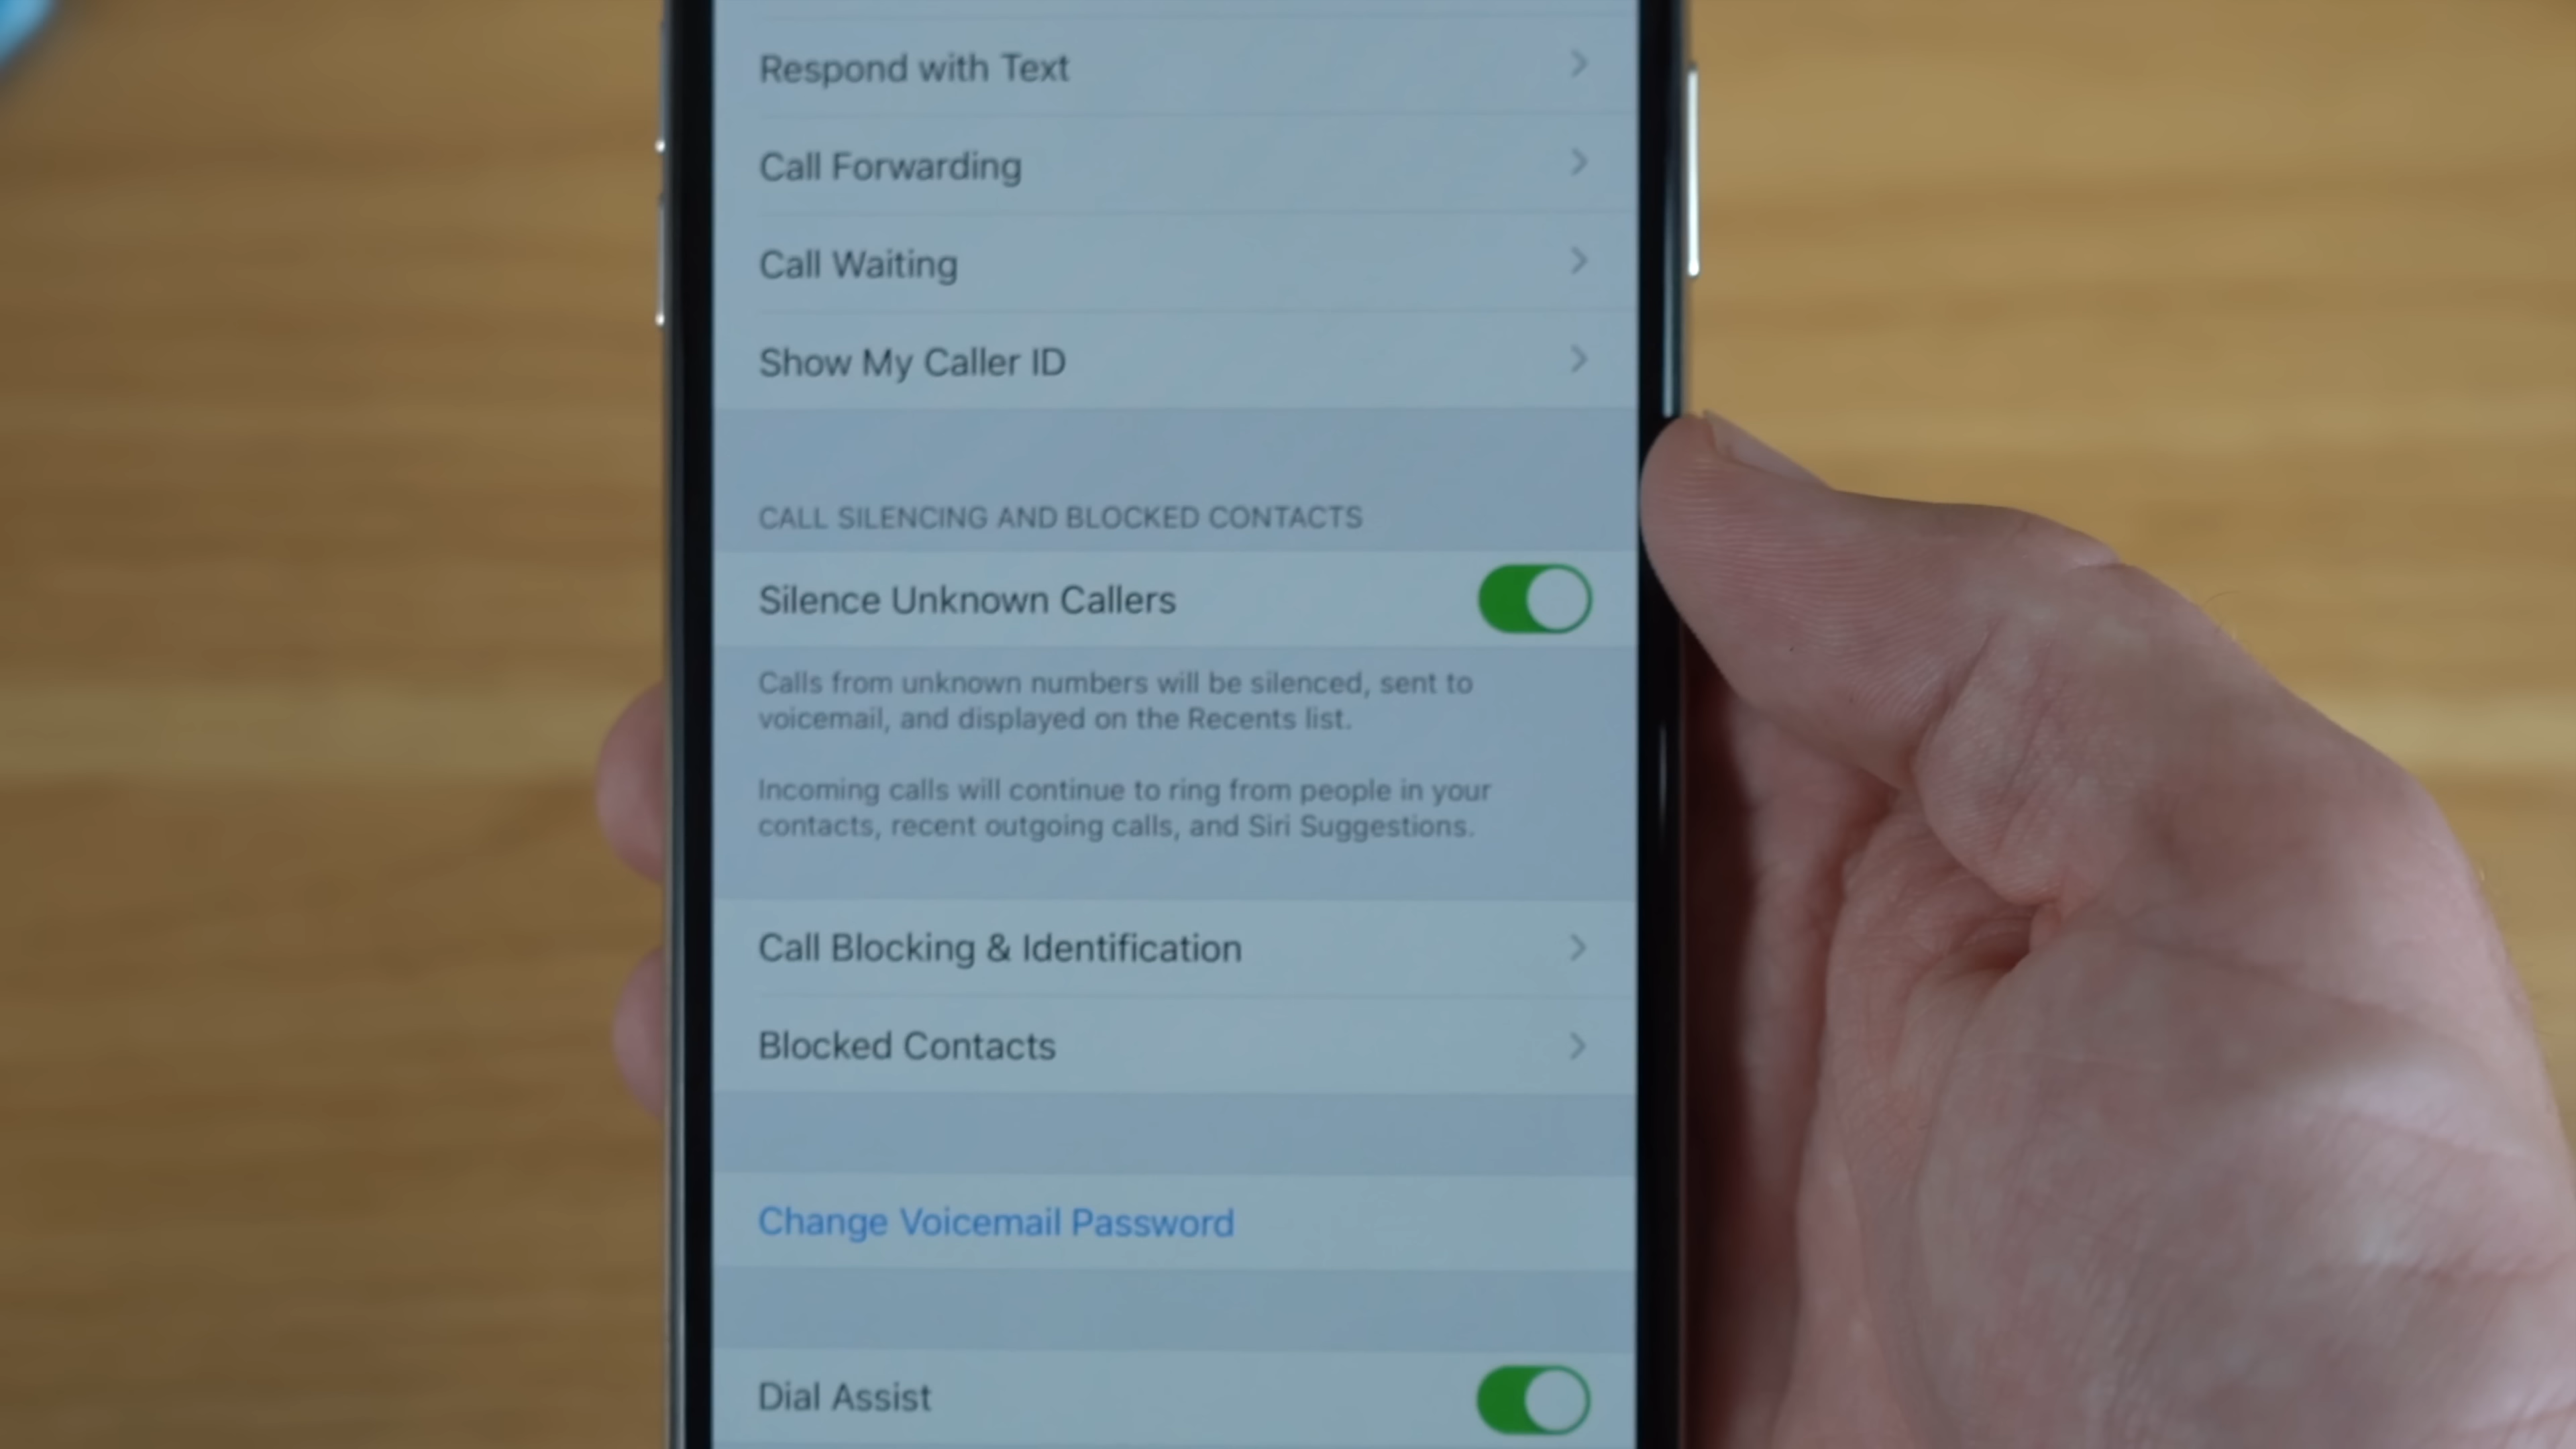 Respond with Text
Call Forwarding
Call Waiting
Show My Caller ID
CALL SILENCING AND BLOCKED CONTACTS
Silence Unknown Callers
Calls from unknown numbers will be silenced, sent to
voicemail, and displayed on the Recents list.
Incoming calls will continue to ring from people in your
contacts, recent outgoing calls, and Siri Suggestions.
Call Blocking & Identification
Blocked Contacts
Change Voicemail Password
Dial Assist